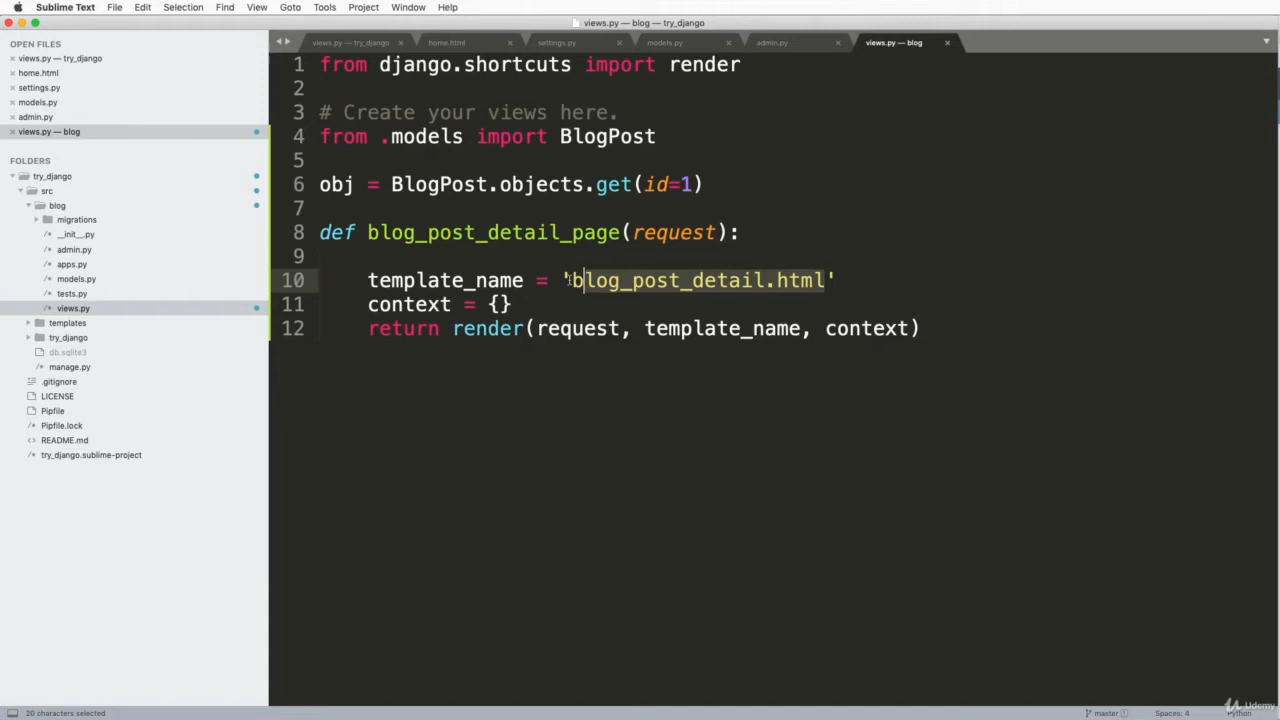 Sublime Text File Edit Selection Find View Goto Tools Project Window Help
views.py — blog — try_django
OPEN FILES
views.py — try_django
home.html
settings.py
models.py
admin.py
views.py — blog
FOLDERS
try_django
src
blog
migrations
__init__.py
admin.py
apps.py
models.py
tests.py
views.py
templates
try_django
db.sqlite3
manage.py
.gitignore
LICENSE
Pipfile
Pipfile.lock
README.md
try_django.sublime-project
views.py — try_django home.html settings.py models.py admin.py views.py — blog
1 from django.shortcuts import render
2
3 # Create your views here.
4 from .models import BlogPost
5
6 obj = BlogPost.objects.get(id=1)
7
8 def blog_post_detail_page(request):
9
10 template_name = 'blog_post_detail.html'
11 context = {}
12 return render(request, template_name, context)
20 characters selected
master 1 Spaces: 4 Python
Udemy